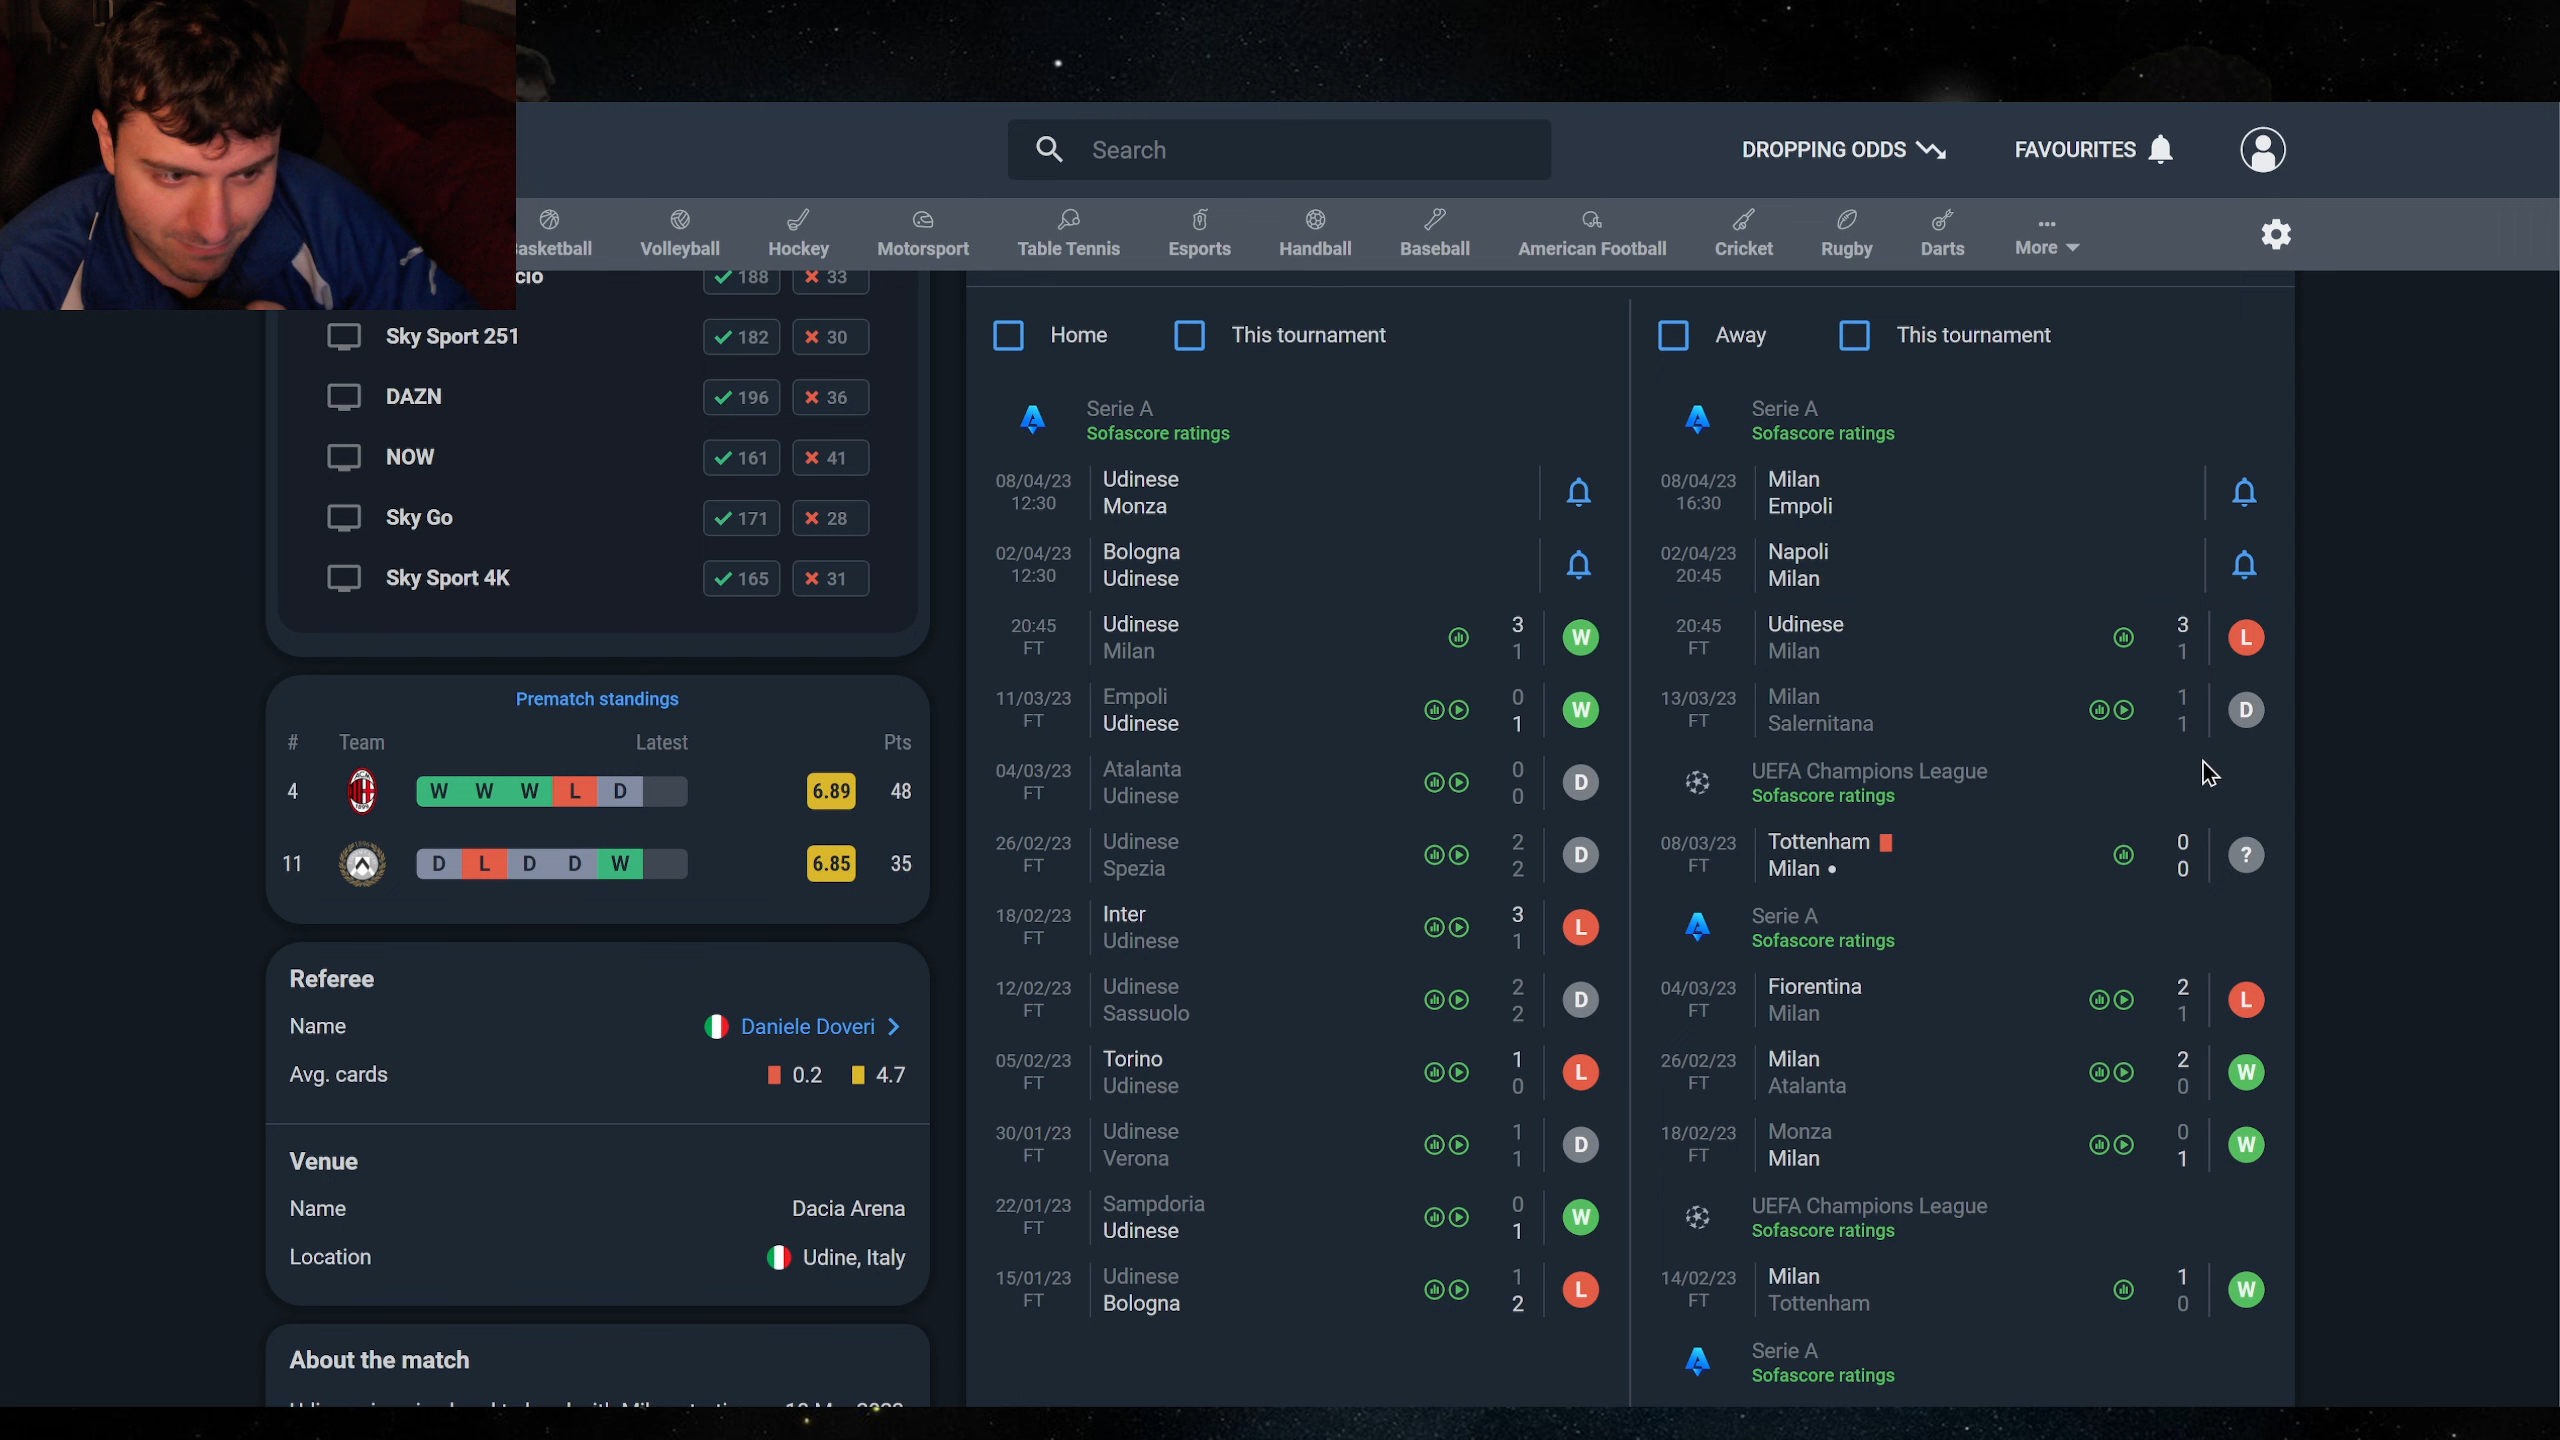 Search
DROPPING ODDS
FAVOURITES
asketball
Volleyball
Hockey
Motorsport
Table Tennis
Esports
Handball
Baseball
American Football
Cricket
Rugby
Darts
More
cio 188 33
Sky Sport 251 182 30
DAZN 196 36
NOW 161 41
Sky Go 171 28
Sky Sport 4K 165 31
Prematch standings
# Team Latest Pts
4 W W W L D 6.89 48
11 D L D D W 6.85 35
Referee
Name Daniele Doveri
Avg. cards 0.2 4.7
Venue
Name Dacia Arena
Location Udine, Italy
About the match
Home This tournament
Serie A
Sofascore ratings
08/04/23 Udinese
12:30 Monza
02/04/23 Bologna
12:30 Udinese
20:45 Udinese 3
FT Milan 1 W
11/03/23 Empoli 0
FT Udinese 1 W
04/03/23 Atalanta 0
FT Udinese 0 D
26/02/23 Udinese 2
FT Spezia 2 D
18/02/23 Inter 3
FT Udinese 1 L
12/02/23 Udinese 2
FT Sassuolo 2 D
05/02/23 Torino 1
FT Udinese 0 L
30/01/23 Udinese 1
FT Verona 1 D
22/01/23 Sampdoria 0
FT Udinese 1 W
15/01/23 Udinese 1
FT Bologna 2 L
Away This tournament
Serie A
Sofascore ratings
08/04/23 Milan
16:30 Empoli
02/04/23 Napoli
20:45 Milan
20:45 Udinese 3
FT Milan 1 L
13/03/23 Milan 1
FT Salernitana 1 D
UEFA Champions League
Sofascore ratings
08/03/23 Tottenham 0
FT Milan 0 ?
Serie A
Sofascore ratings
04/03/23 Fiorentina 2
FT Milan 1 L
26/02/23 Milan 2
FT Atalanta 0 W
18/02/23 Monza 0
FT Milan 1 W
UEFA Champions League
Sofascore ratings
14/02/23 Milan 1
FT Tottenham 0 W
Serie A
Sofascore ratings